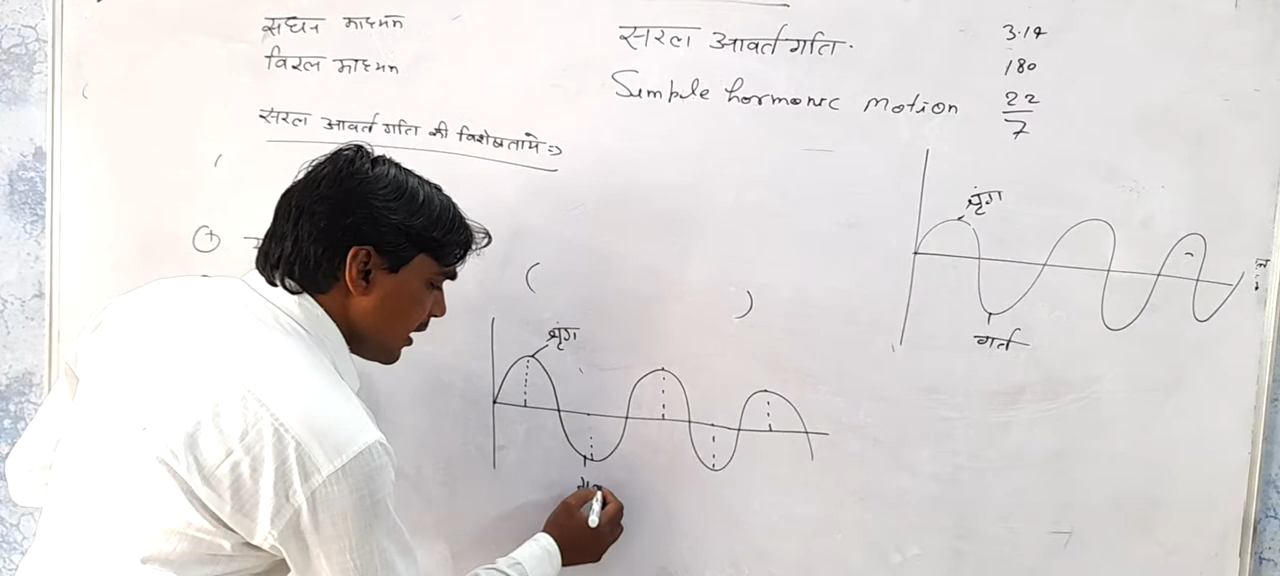 सघन माध्यम
विरल माध्यम
सरल आवर्त गति की विशेषताये ⇒
सरल आवर्त गति.
Simple hormonic Motion
3.14
180
22
7
शृंग
गर्त
शृंग